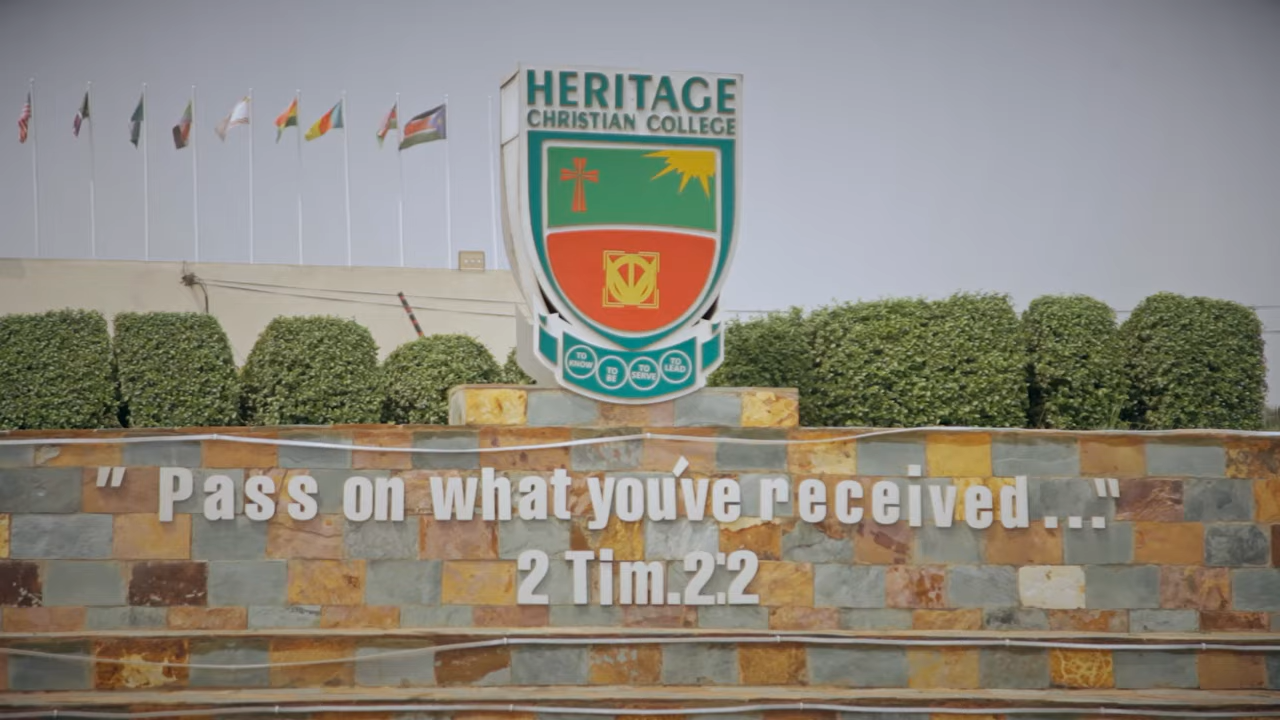 HERITAGE
CHRISTIAN COLLEGE
TO KNOW
TO BE
TO SERVE
TO LEAD
" Pass on what you've received ..."
2 Tim.2:2